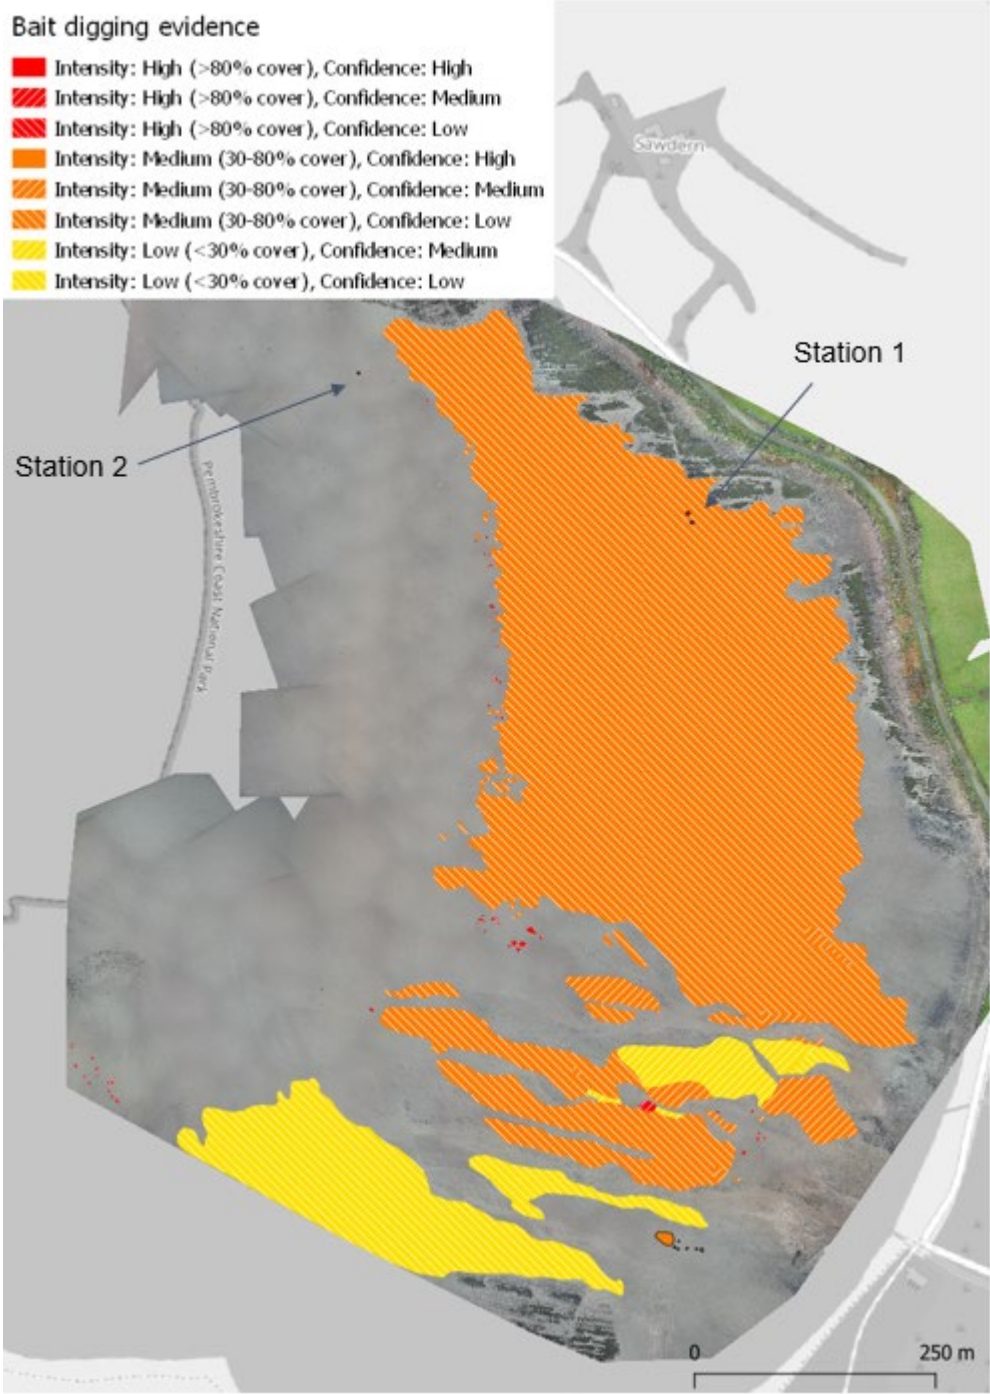 Bait digging evidence
Intensity: High (>80% cover), Confidence: High
Intensity: High (>80% cover), Confidence: Medium
Intensity: High (>80% cover), Confidence: Low
Intensity: Medium (30-80% cover), Confidence: High
Intensity: Medium (30-80% cover), Confidence: Medium
Intensity: Medium (30-80% cover), Confidence: Low
Intensity: Low (<30% cover), Confidence: Medium
Intensity: Low (<30% cover), Confidence: Low
Sawdern
Station 1
Station 2
Pembrokeshire Coast National Park
0 250 m